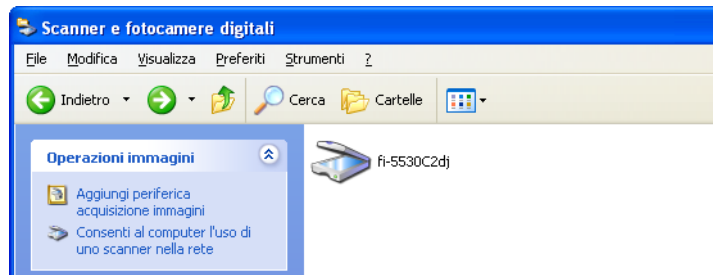 Scanner e fotocamere digitali
File Modifica Visualizza Preferiti Strumenti ?
Indietro Cerca Cartelle
Operazioni immagini
Aggiungi periferica
acquisizione immagini
Consenti al computer l'uso di
uno scanner nella rete
fi-5530C2dj